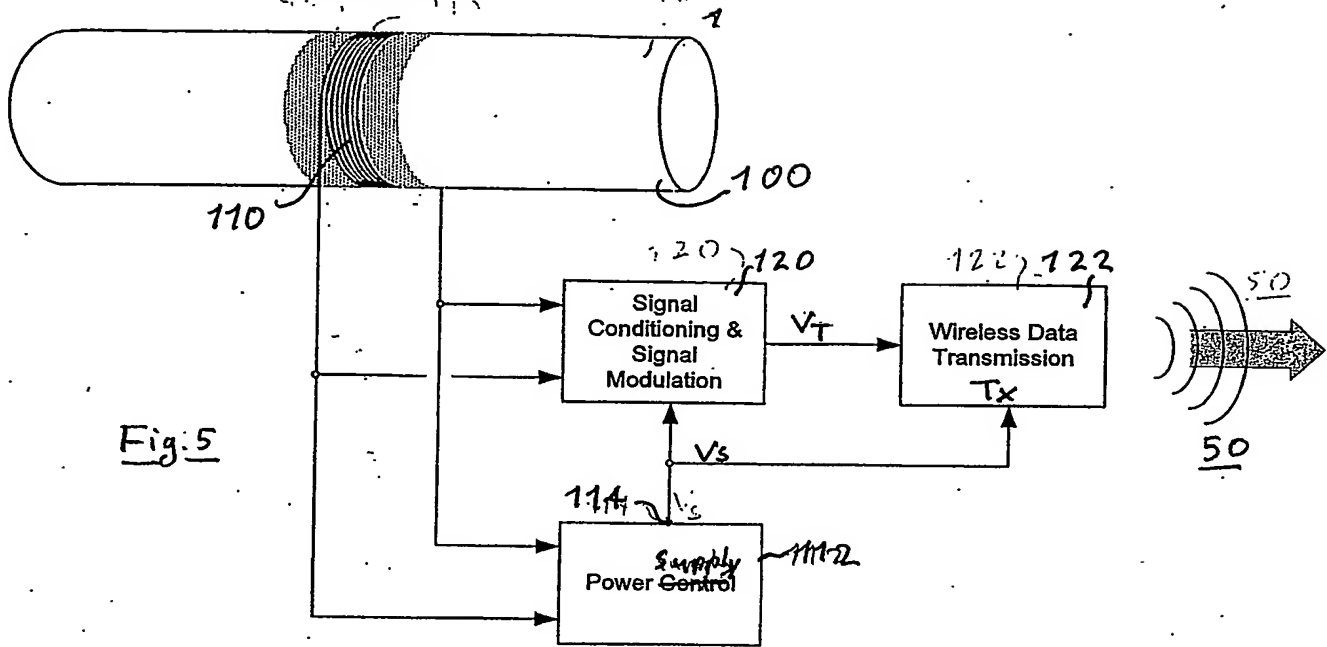 1
110
100
120 120
122 122
50
Signal
Conditioning &
Signal
Modulation
VT
Wireless Data
Transmission
Tx
50
Fig. 5
Vs
114 Vs
supply
Power Control
112